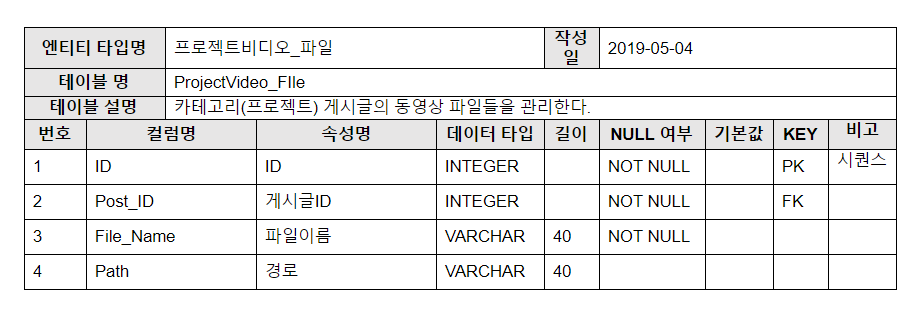 엔티티 타입명 프로젝트비디오_파일 작성일 2019-05-04
테이블 명 ProjectVideo_FIle
테이블 설명 카테고리(프로젝트) 게시글의 동영상 파일들을 관리한다.
번호 컬럼명 속성명 데이터 타입 길이 NULL 여부 기본값 KEY 비고
1 ID ID INTEGER NOT NULL PK 시퀀스
2 Post_ID 게시글ID INTEGER NOT NULL FK
3 File_Name 파일이름 VARCHAR 40 NOT NULL
4 Path 경로 VARCHAR 40